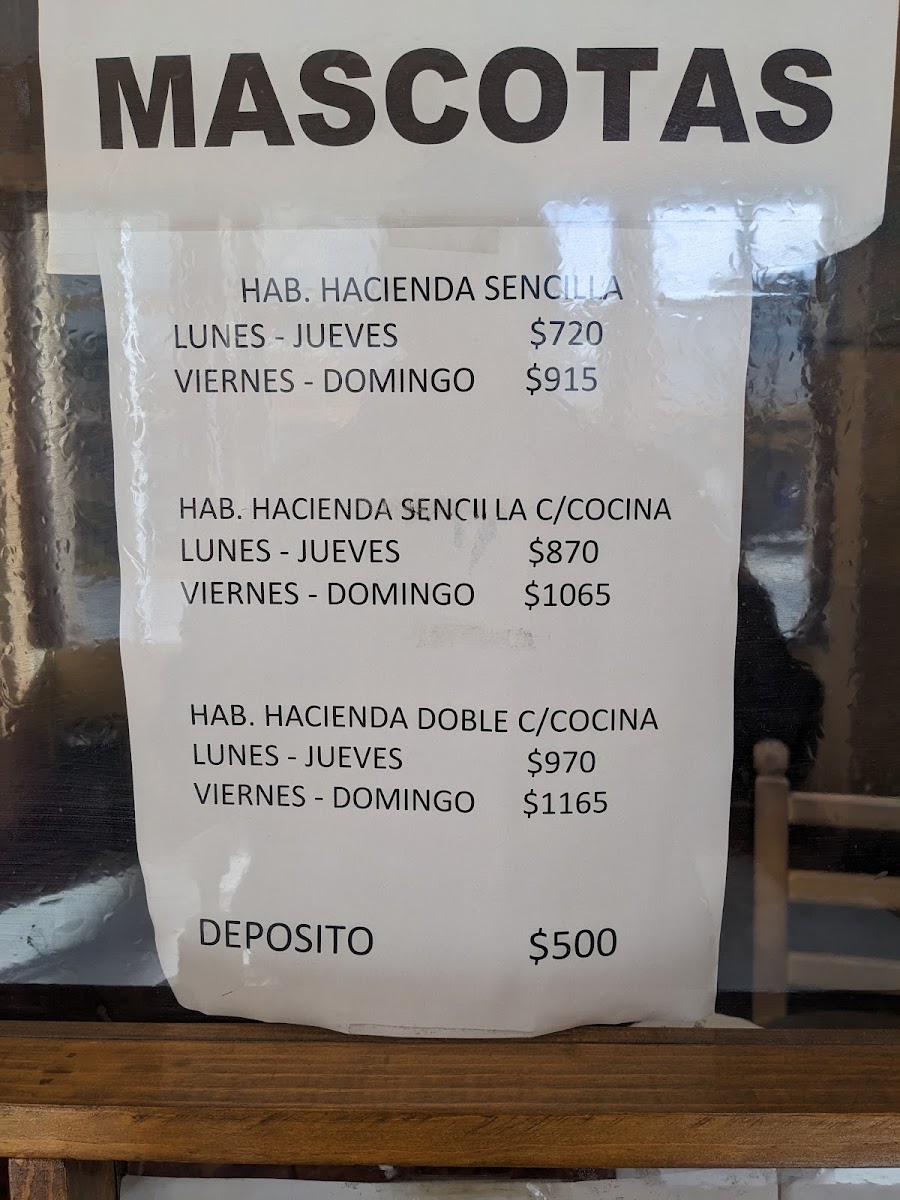 MASCOTAS
HAB. HACIENDA SENCILLA
LUNES - JUEVES $720
VIERNES - DOMINGO $915
HAB. HACIENDA SENCILLA C/COCINA
LUNES - JUEVES $870
VIERNES - DOMINGO $1065
HAB. HACIENDA DOBLE C/COCINA
LUNES - JUEVES $970
VIERNES - DOMINGO $1165
DEPOSITO $500